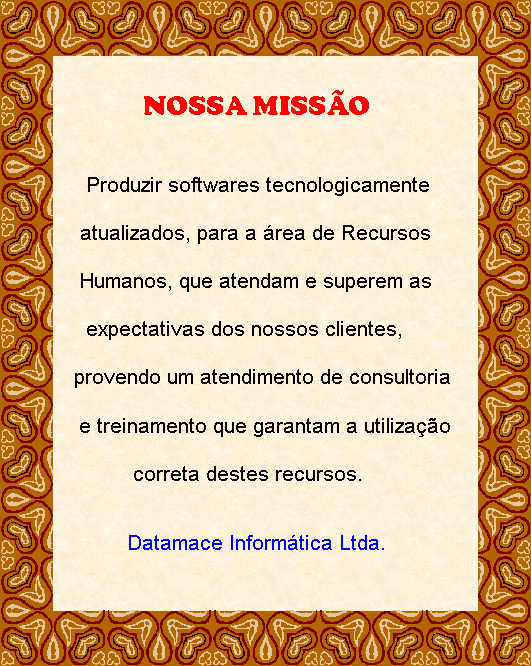 NOSSA MISSÃO
Produzir softwares tecnologicamente
atualizados, para a área de Recursos
Humanos, que atendam e superem as
expectativas dos nossos clientes,
provendo um atendimento de consultoria
e treinamento que garantam a utilização
correta destes recursos.
Datamace Informática Ltda.